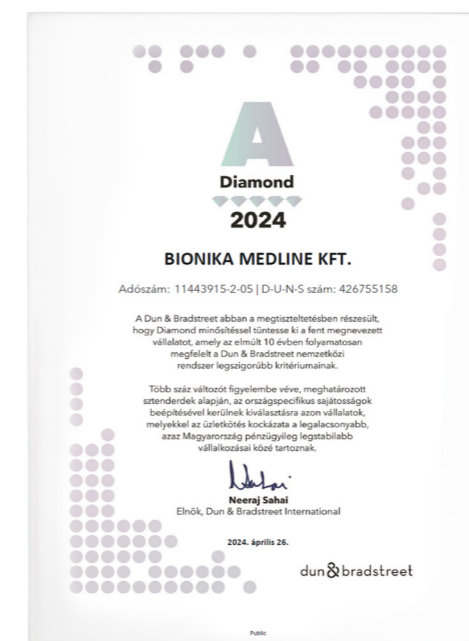 A
Diamond
2024
BIONIKA MEDLINE KFT.
Adószám: 11443915-2-05 | D-U-N-S szám: 426755158
A Dun & Bradstreet abban a megtiszteltetésben részesült,
hogy Diamond minősítéssel tüntesse ki a fent megnevezett
vállalatot, amely az elmúlt 10 évben folyamatosan
megfelelt a Dun & Bradstreet nemzetközi
rendszer legszigorúbb kritériumainak.
Több száz változót figyelembe véve, meghatározott
sztenderdek alapján, az országspecifikus sajátosságok
beépítésével kerülnek kiválasztásra azon vállalatok,
melyekkel az üzletkötés kockázata a legalacsonyabb,
azaz Magyarország pénzügyileg legstabilabb
vállalkozásai közé tartoznak.
Neeraj Sahai
Elnök, Dun & Bradstreet International
2024. április 26.
dun & bradstreet
Public